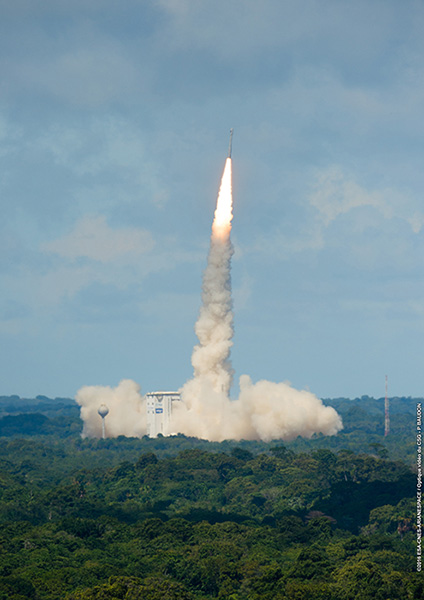 ©2016 ESA-CNES-ARIANESPACE / Optique vidéo du CSG - P BAUDON